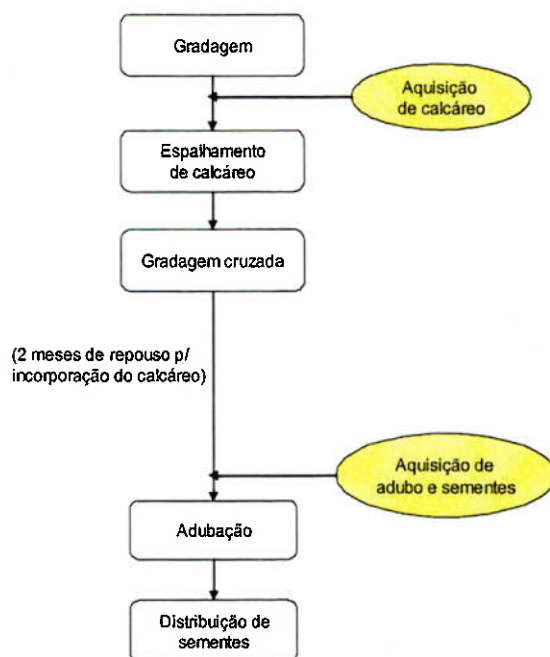 Gradagem
Aquisição
de calcáreo
Espalhamento
de calcáreo
Gradagem cruzada
(2 meses de repouso p/
incorporação do calcáreo)
Aquisição de
adubo e sementes
Adubação
Distribuição de
sementes